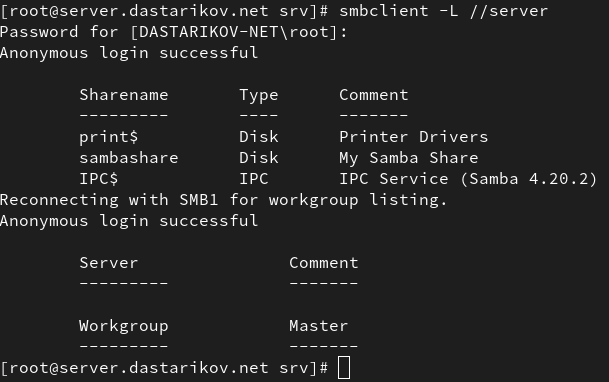 [root@server.dastarikov.net srv]# smbclient -L //server
Password for [DASTARIKOV-NET\root]:
Anonymous login successful

        Sharename       Type      Comment
        ---------       ----      -------
        print$          Disk      Printer Drivers
        sambashare      Disk      My Samba Share
        IPC$            IPC       IPC Service (Samba 4.20.2)
Reconnecting with SMB1 for workgroup listing.
Anonymous login successful

        Server               Comment
        ---------            -------

        Workgroup            Master
        ---------            -------
[root@server.dastarikov.net srv]#